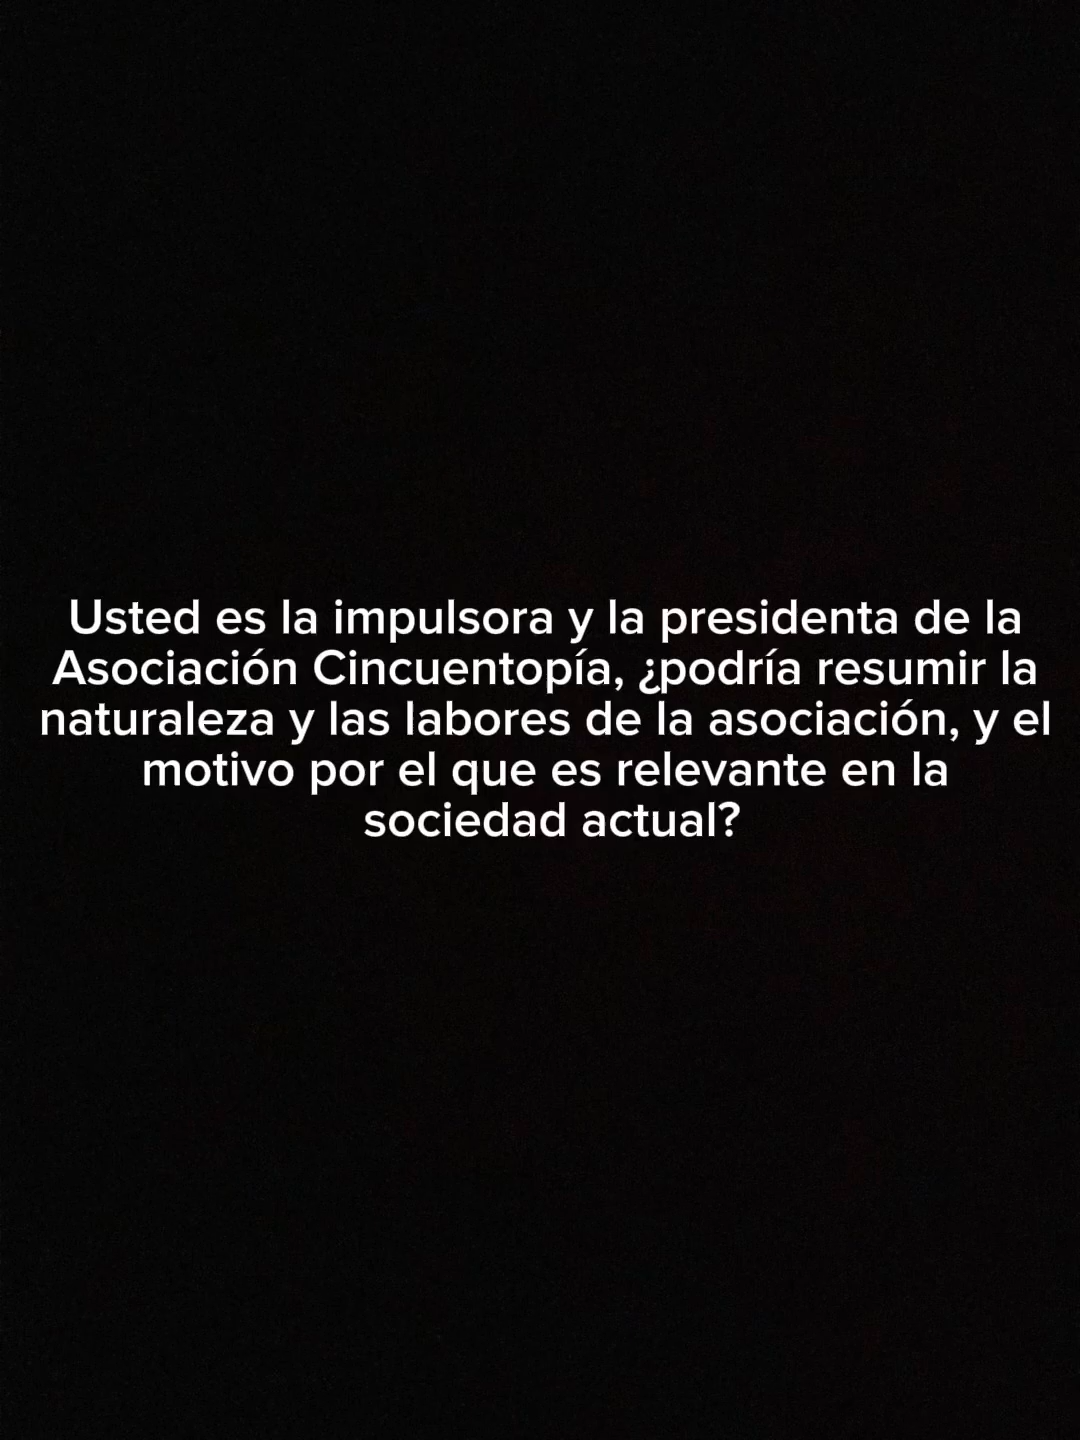 Usted es la impulsora y la presidenta de la
Asociación Cincuentopía, ¿podría resumir la
naturaleza y las labores de la asociación, y el
motivo por el que es relevante en la
sociedad actual?